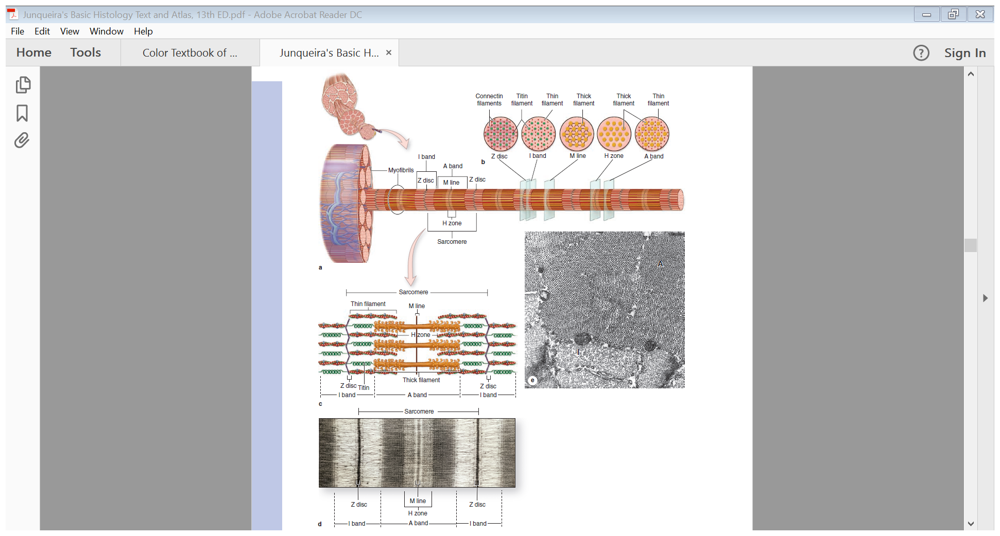 Junqueira's Basic Histology Text and Atlas, 13th ED.pdf - Adobe Acrobat Reader DC
File Edit View Window Help
Home Tools Color Textbook of ... Junqueira's Basic H... × ? Sign In
Connectin filaments
Titin filament
Thin filament
Thick filament
Thick filament
Thin filament
Z disc I band M line H zone A band
b
I band
A band
Myofibrils
Z disc M line Z disc
H zone
Sarcomere
a
A
I
e
Sarcomere
Thin filament M line
H zone
Thick filament
Z disc Titin Z disc
I band A band I band
c
Sarcomere
Z disc M line Z disc
H zone
I band A band I band
d